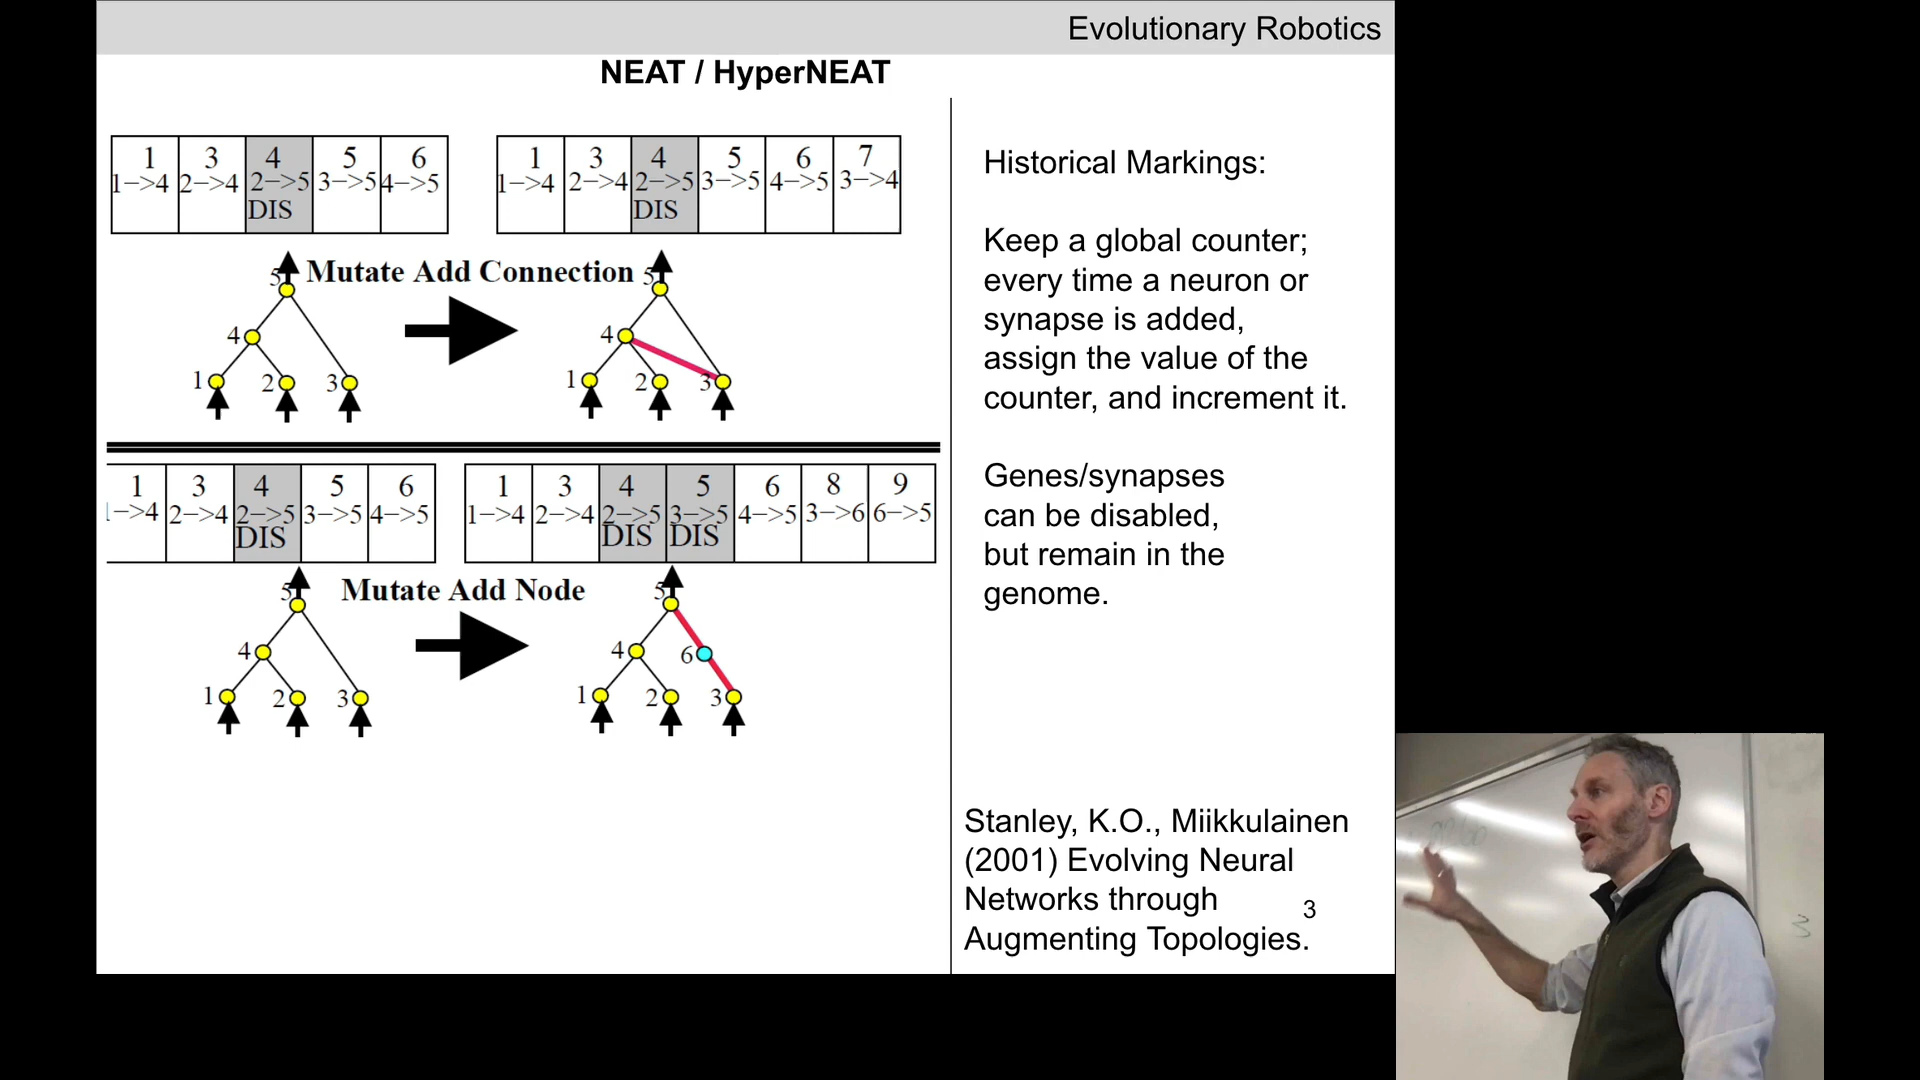 Evolutionary Robotics
NEAT / HyperNEAT
1 3 4 5 6
1–>4 2–>4 2–>5 3–>5 4–>5
DIS
1 3 4 5 6 7
1–>4 2–>4 2–>5 3–>5 4–>5 3–>4
DIS
5 Mutate Add Connection 5
4 4
1 2 3 1 2 3
1 3 4 5 6
1–>4 2–>4 2–>5 3–>5 4–>5
DIS
1 3 4 5 6 8 9
1–>4 2–>4 2–>5 3–>5 4–>5 3–>6 6–>5
DIS DIS
5 Mutate Add Node 5
4 4 6
1 2 3 1 2 3
Historical Markings:
Keep a global counter;
every time a neuron or
synapse is added,
assign the value of the
counter, and increment it.
Genes/synapses
can be disabled,
but remain in the
genome.
Stanley, K.O., Miikkulainen
(2001) Evolving Neural
Networks through
Augmenting Topologies.
3